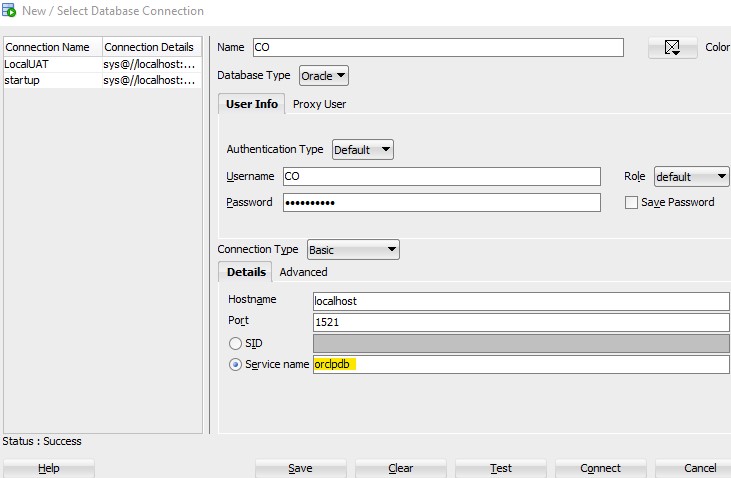 New / Select Database Connection
Connection Name Connection Details
LocalUAT sys@//localhost:...
startup sys@//localhost:...
Name CO Color
Database Type Oracle
User Info Proxy User
Authentication Type Default
Username CO Role default
Password •••••••••• Save Password
Connection Type Basic
Details Advanced
Hostname localhost
Port 1521
SID
Service name orclpdb
Status : Success
Help Save Clear Test Connect Cancel